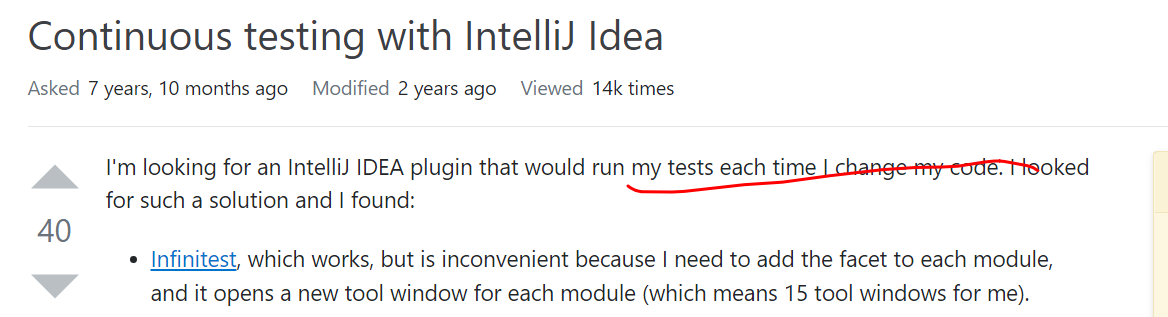 Continuous testing with IntelliJ Idea
Asked 7 years, 10 months ago Modified 2 years ago Viewed 14k times
I'm looking for an IntelliJ IDEA plugin that would run my tests each time I change my code. I looked
for such a solution and I found:
40
• Infinitest, which works, but is inconvenient because I need to add the facet to each module,
and it opens a new tool window for each module (which means 15 tool windows for me).